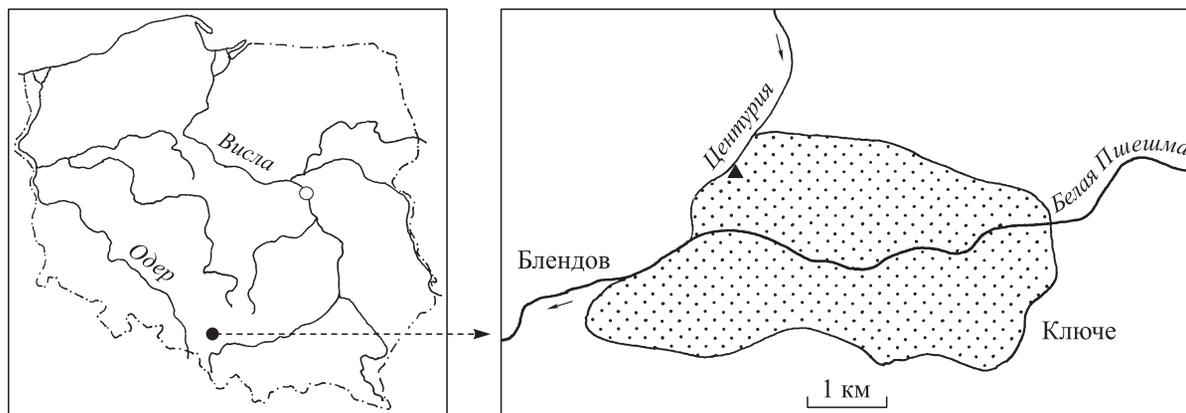 Висла
Одер
Центурия
Белая Пшешма
Блендов
Ключе
1 км